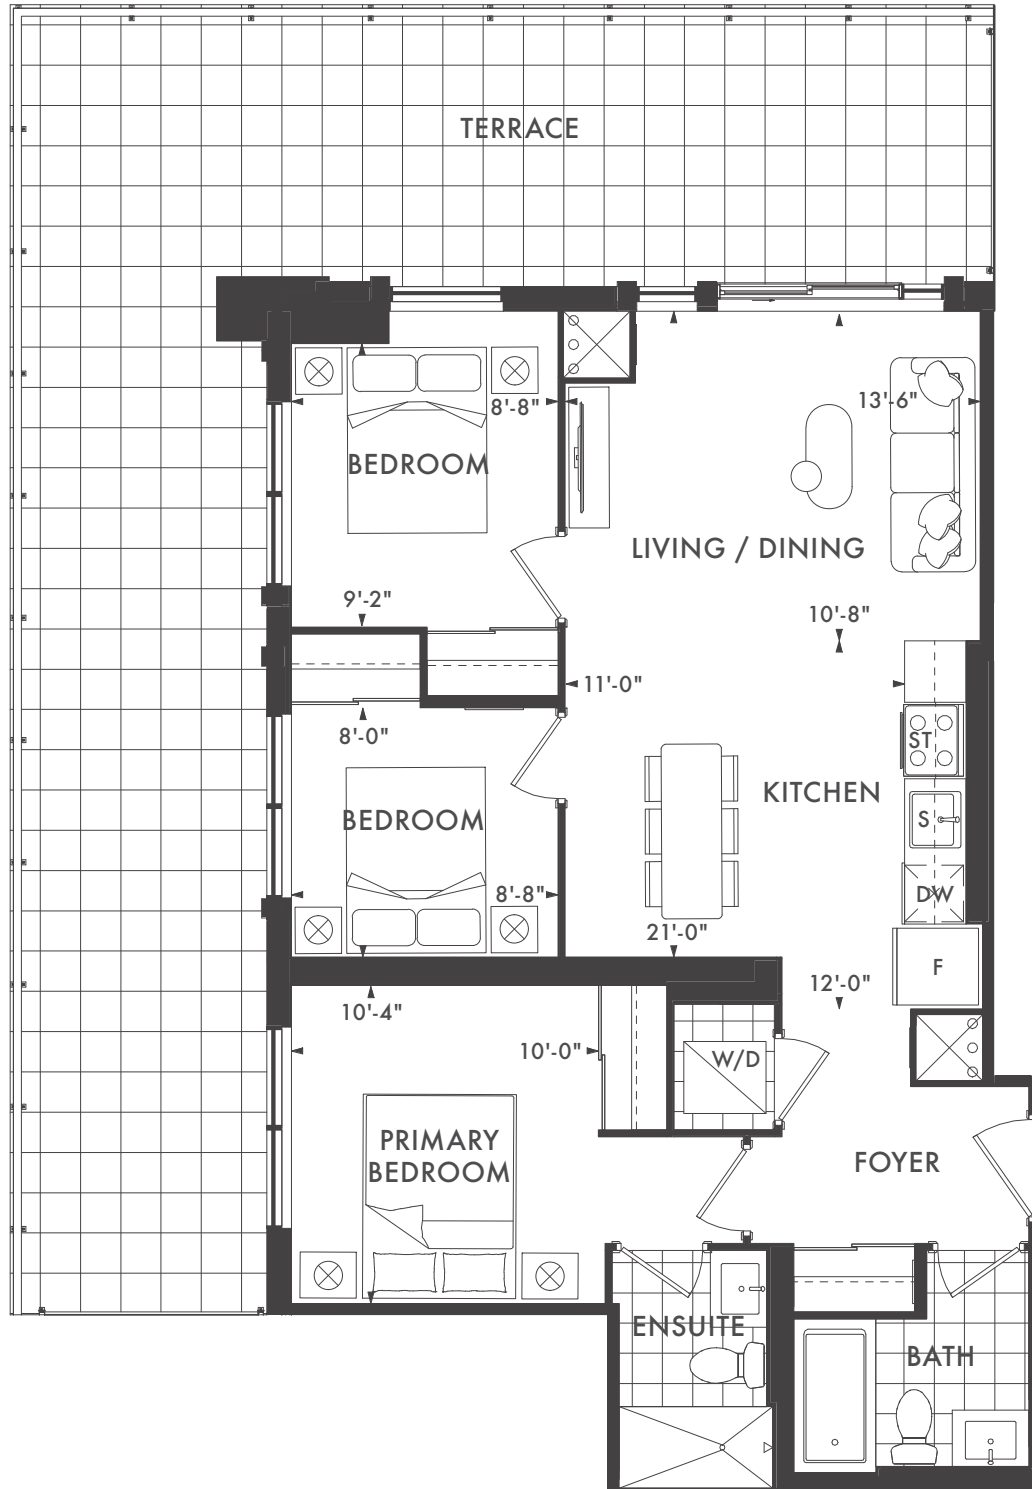 TERRACE
8'-8"
13'-6"
BEDROOM
LIVING / DINING
9'-2"
10'-8"
11'-0"
8'-0"
ST
KITCHEN
BEDROOM
S
8'-8"
DW
21'-0"
F
12'-0"
10'-4"
10'-0"
W/D
PRIMARY
BEDROOM
FOYER
ENSUITE
BATH